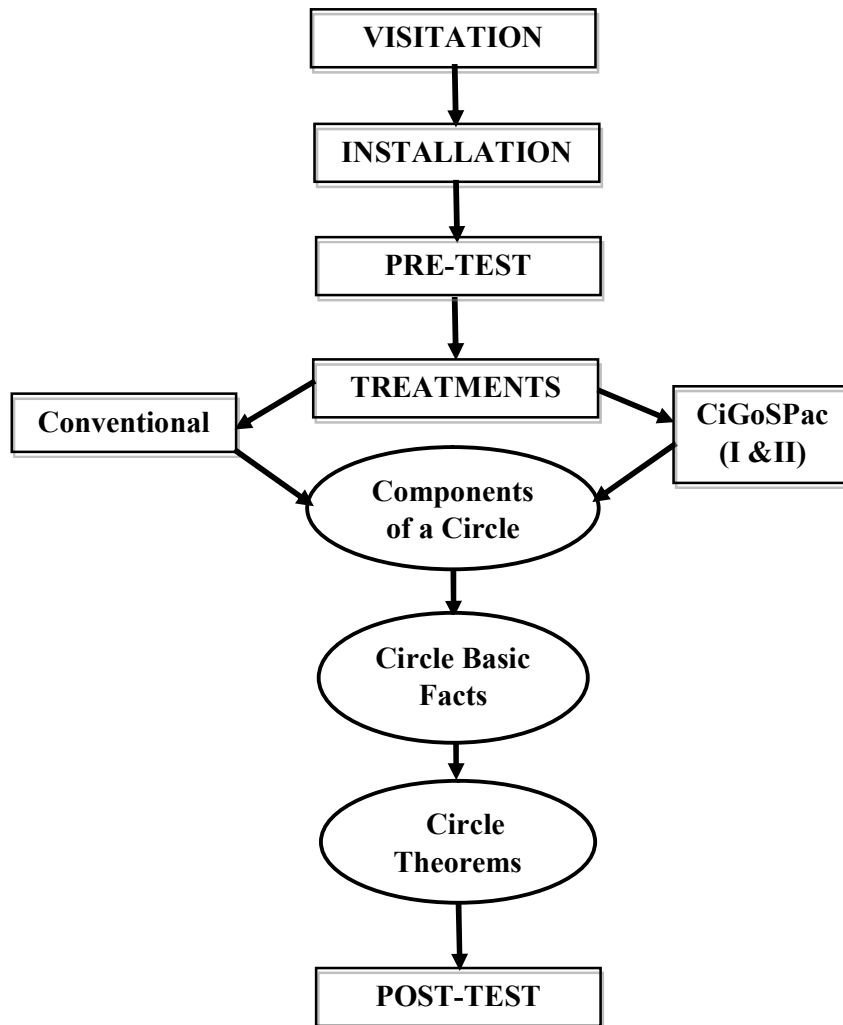 VISITATION
INSTALLATION
PRE-TEST
TREATMENTS
Conventional
CiGoSPac
(I &II)
Components
of a Circle
Circle Basic
Facts
Circle
Theorems
POST-TEST